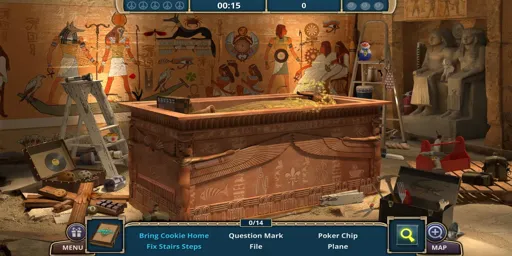 00:15
0
0/14
Bring Cookie Home
Question Mark
Poker Chip
Fix Stairs Steps
File
Plane
MENU
MAP